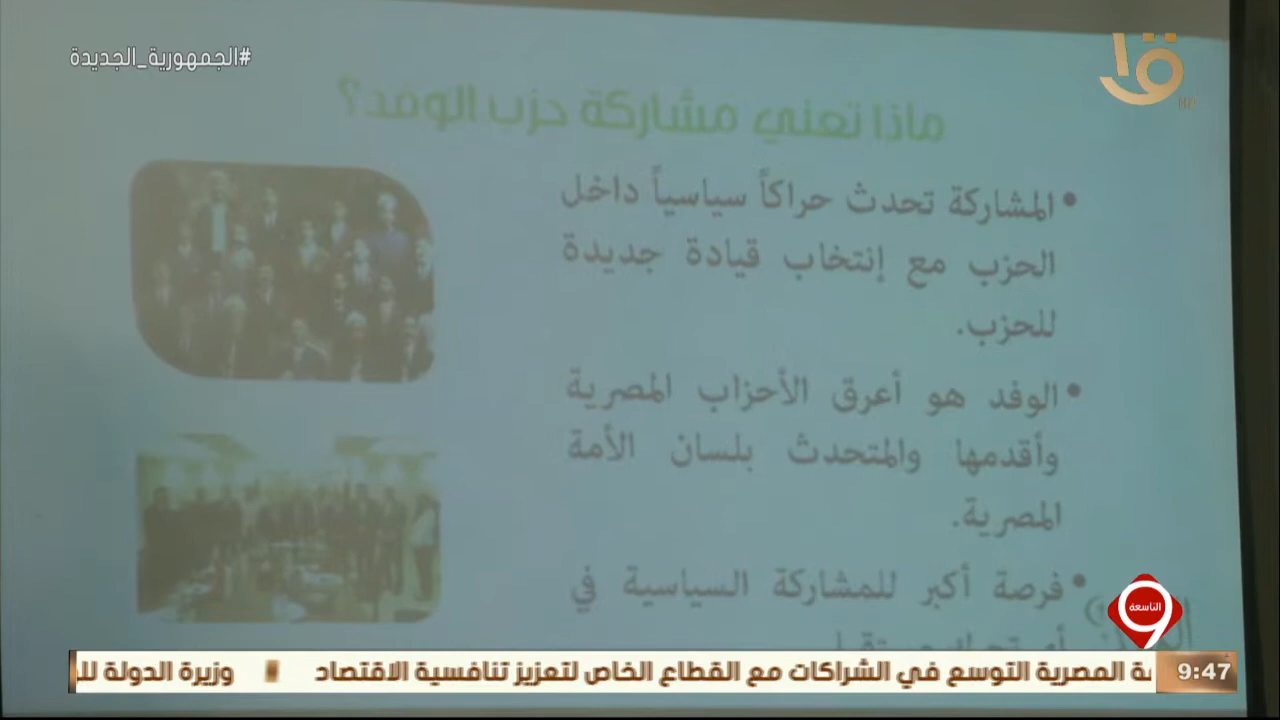 #الجمهورية_الجديدة
ماذا تعني مشاركة حزب الوفد؟
• المشاركة تحدث حراكاً سياسياً داخل
الحزب مع إنتخاب قيادة جديدة
للحزب.
• الوفد هو أعرق الأحزاب المصرية
وأقدمها والمتحدث بلسان الأمة
المصرية.
• فرصة أكبر للمشاركة السياسية في
التاسعة
9
9:47
المصرية التوسع في الشراكات مع القطاع الخاص لتعزيز تنافسية الاقتصاد
وزيرة الدولة